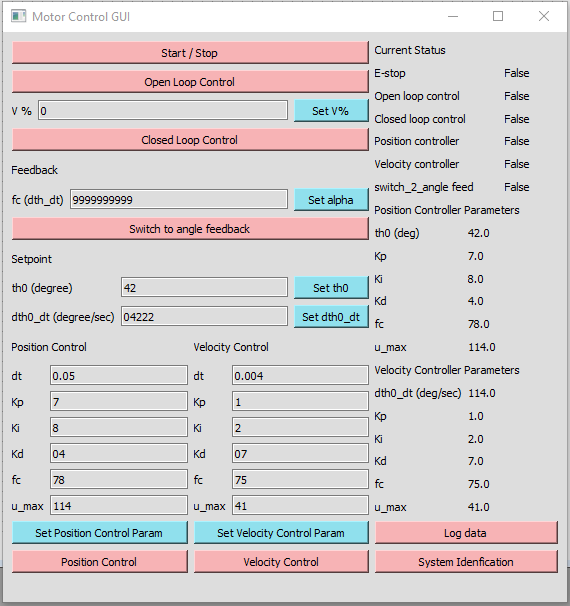 Motor Control GUI
Start / Stop
Open Loop Control
V % 0 Set V%
Closed Loop Control
Feedback
fc (dth_dt) 9999999999 Set alpha
Switch to angle feedback
Setpoint
th0 (degree) 42 Set th0
dth0_dt (degree/sec) 04222 Set dth0_dt
Position Control
dt 0.05
Kp 7
Ki 8
Kd 04
fc 78
u_max 114
Set Position Control Param
Position Control
Velocity Control
dt 0.004
Kp 1
Ki 2
Kd 07
fc 75
u_max 41
Set Velocity Control Param
Velocity Control
Current Status
E-stop False
Open loop control False
Closed loop control False
Position controller False
Velocity controller False
switch_2_angle feed False
Position Controller Parameters
th0 (deg) 42.0
Kp 7.0
Ki 8.0
Kd 4.0
fc 78.0
u_max 114.0
Velocity Controller Parameters
dth0_dt (deg/sec) 114.0
Kp 1.0
Ki 2.0
Kd 7.0
fc 75.0
u_max 41.0
Log data
System Idenfication